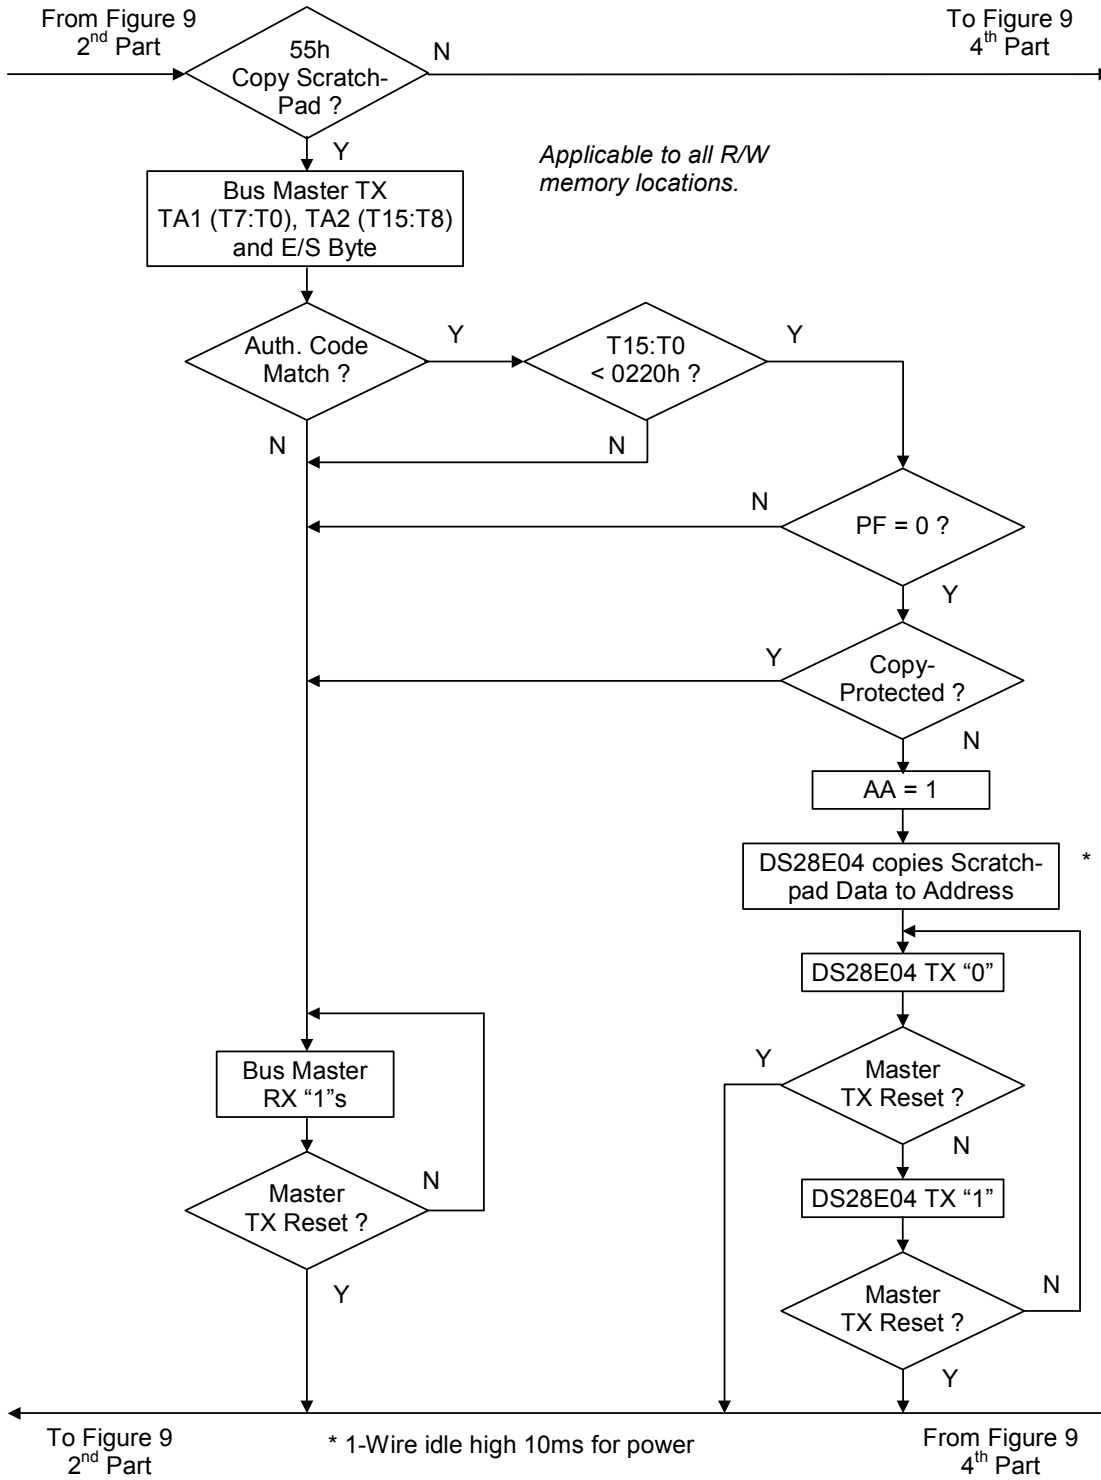 From Figure 9
2nd Part
To Figure 9
4th Part
55h
Copy Scratch-
Pad ?
N
Y
Applicable to all R/W
memory locations.
Bus Master TX
TA1 (T7:T0), TA2 (T15:T8)
and E/S Byte
Auth. Code
Match ?
Y
N
T15:T0
< 0220h ?
Y
N
PF = 0 ?
N
Y
Copy-
Protected ?
Y
N
AA = 1
DS28E04 copies Scratch-
pad Data to Address
*
DS28E04 TX “0”
Master
TX Reset ?
Y
N
DS28E04 TX “1”
Master
TX Reset ?
N
Y
Bus Master
RX “1”s
Master
TX Reset ?
N
Y
To Figure 9
2nd Part
* 1-Wire idle high 10ms for power
From Figure 9
4th Part